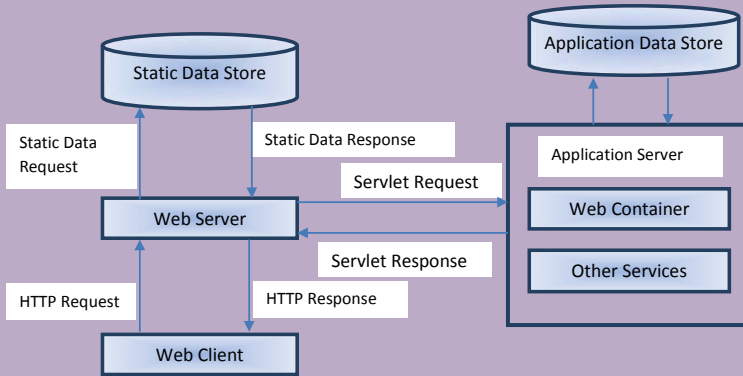 Application Data Store
Static Data Store
Static Data
Request
Static Data Response
Application Server
Servlet Request
Web Container
Web Server
Servlet Response
Other Services
HTTP Request
HTTP Response
Web Client